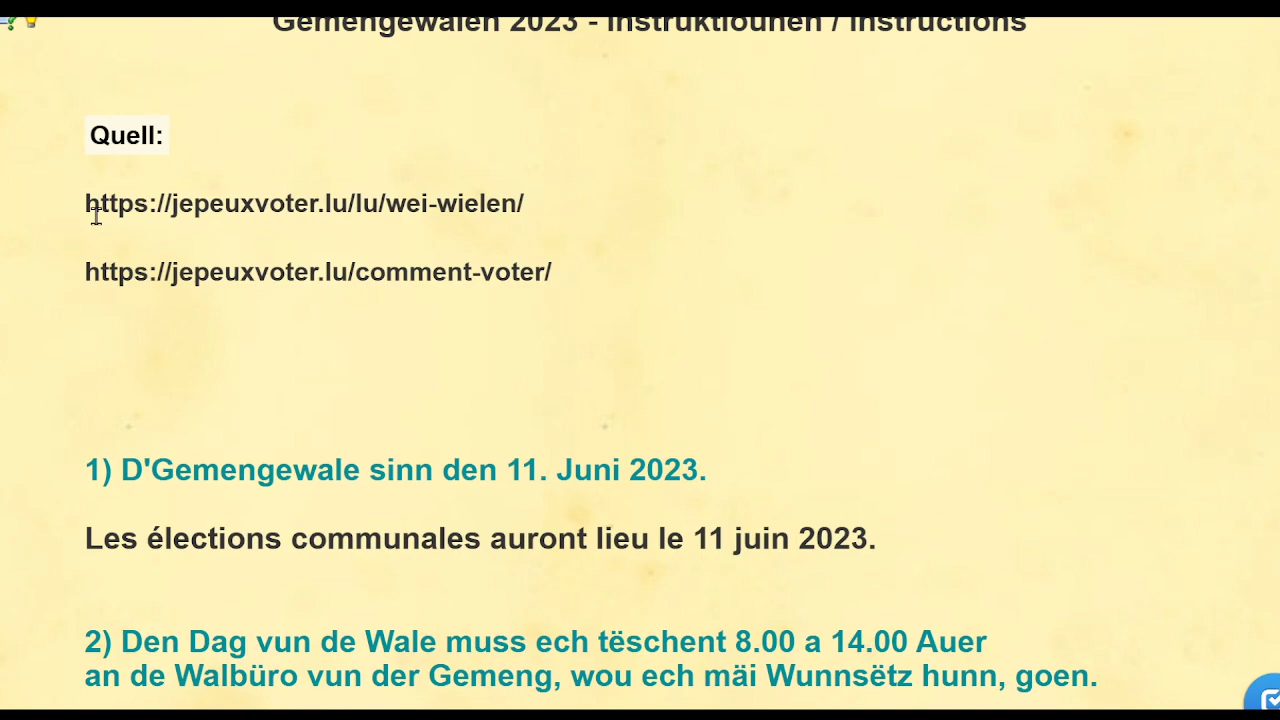 Gemengewalen 2023 - Instruktiounen / Instructions
Quell:
https://jepeuxvoter.lu/lu/wei-wielen/
https://jepeuxvoter.lu/comment-voter/
1) D'Gemengewale sinn den 11. Juni 2023.
Les élections communales auront lieu le 11 juin 2023.
2) Den Dag vun de Wale muss ech tëschent 8.00 a 14.00 Auer
an de Walbüro vun der Gemeng, wou ech mäi Wunnsëtz hunn, goen.